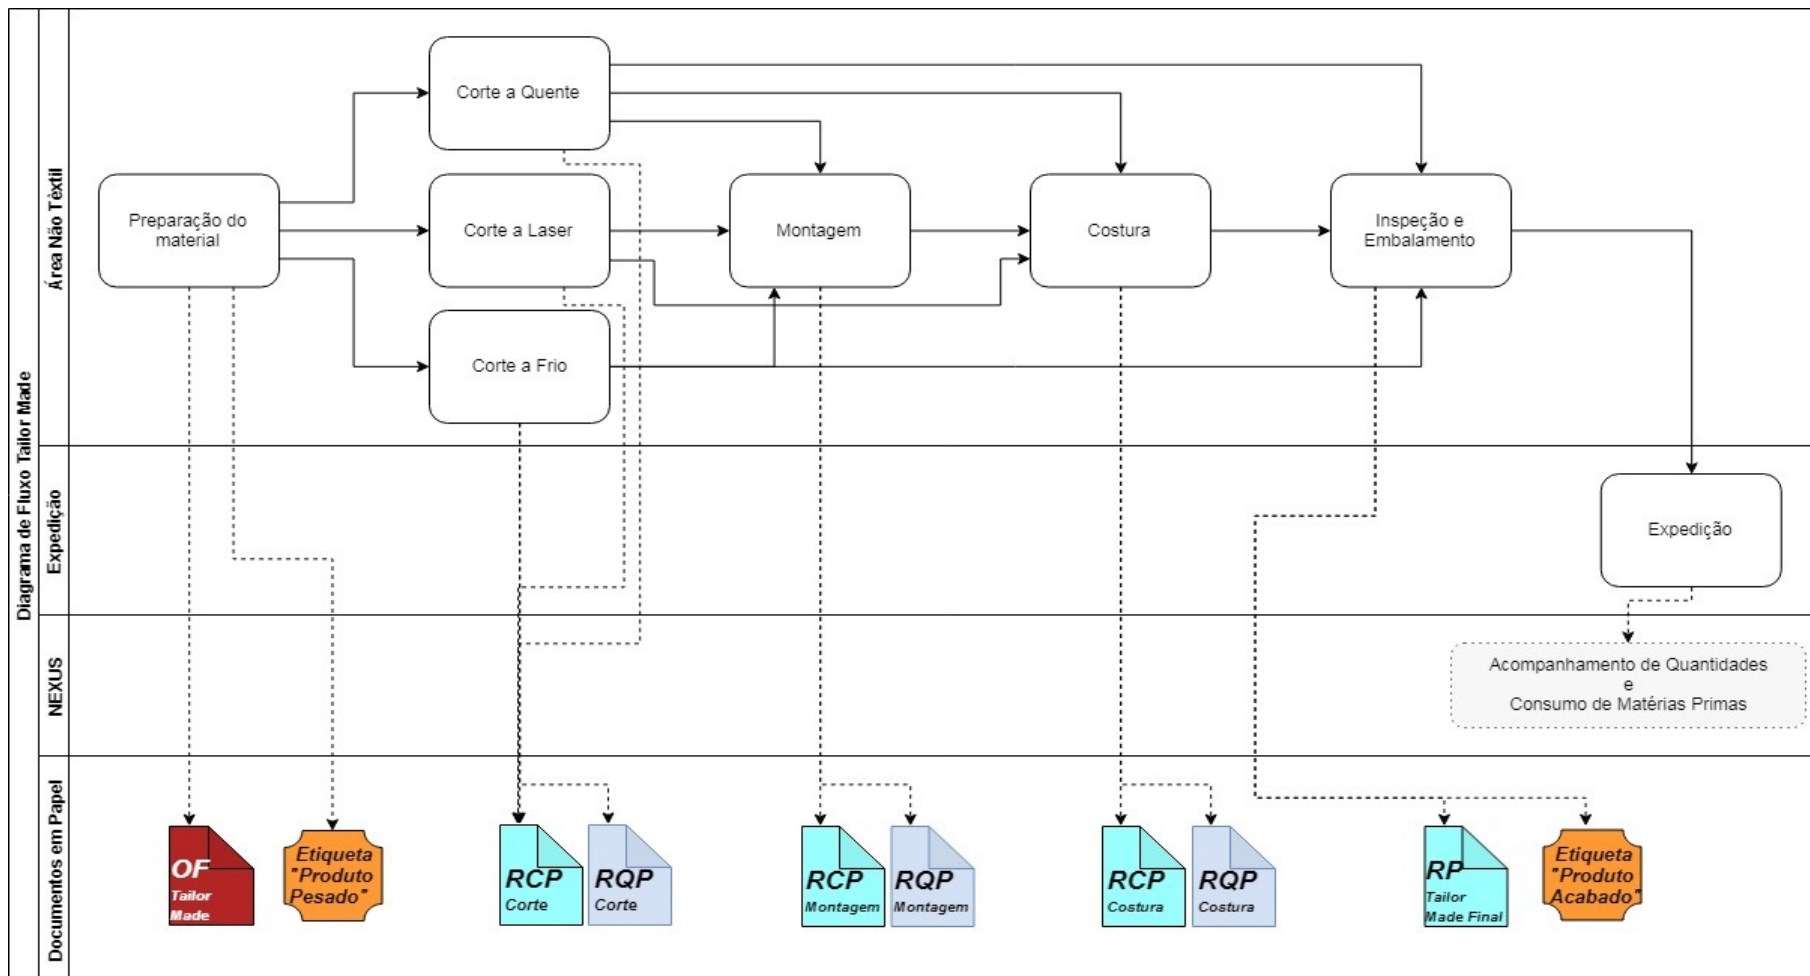 Diagrama de Fluxo Tailor Made
Área Não Têxtil
Corte a Quente
Preparação do
material
Corte a Laser
Montagem
Costura
Inspeção e
Embalamento
Corte a Frio
Expedição
Expedição
NEXUS
Acompanhamento de Quantidades
e
Consumo de Matérias Primas
Documentos em Papel
OF
Tailor
Made
Etiqueta
"Produto
Pesado"
RCP
Corte
RQP
Corte
RCP
Montagem
RQP
Montagem
RCP
Costura
RQP
Costura
RP
Tailor
Made Final
Etiqueta
"Produto
Acabado"